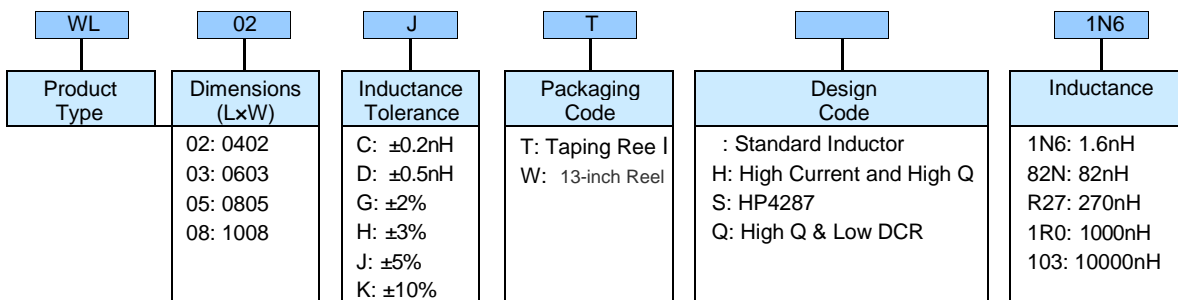 WL 02 J T 1N6
Product Type
Dimensions (L×W)
Inductance Tolerance
Packaging Code
Design Code
Inductance
02: 0402
03: 0603
05: 0805
08: 1008
C: ±0.2nH
D: ±0.5nH
G: ±2%
H: ±3%
J: ±5%
K: ±10%
T: Taping Ree l
W: 13-inch Reel
: Standard Inductor
H: High Current and High Q
S: HP4287
Q: High Q & Low DCR
1N6: 1.6nH
82N: 82nH
R27: 270nH
1R0: 1000nH
103: 10000nH